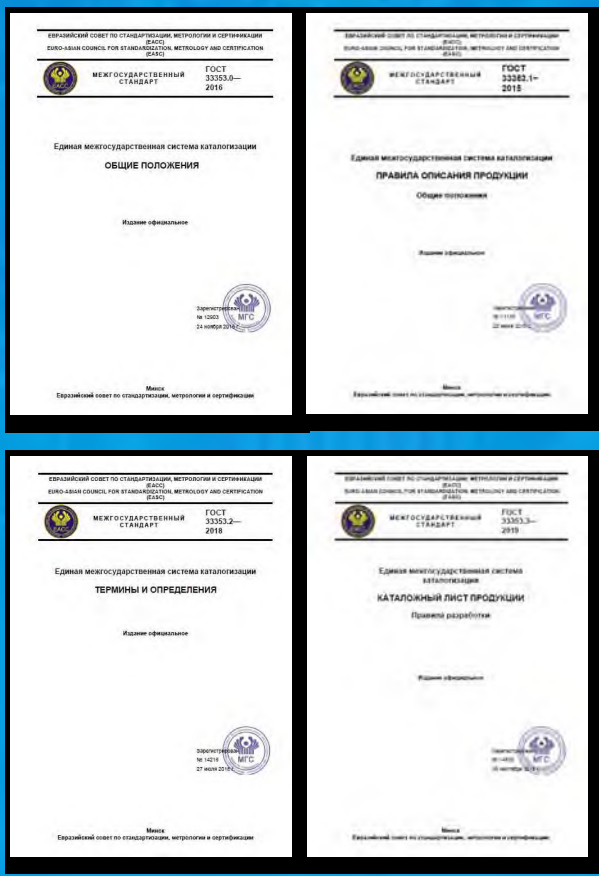 ЕВРАЗИЙСКИЙ СОВЕТ ПО СТАНДАРТИЗАЦИИ, МЕТРОЛОГИИ И СЕРТИФИКАЦИИ
(ЕАСС)
EURO-ASIAN COUNCIL FOR STANDARDIZATION, METROLOGY AND CERTIFICATION
(EASC)
МЕЖГОСУДАРСТВЕННЫЙ
СТАНДАРТ
ГОСТ
33353.0—
2016
Единая межгосударственная система каталогизации
ОБЩИЕ ПОЛОЖЕНИЯ
Издание официальное
Зарегистрирован
№ 12903
24 ноября 2016 г.
МГС
Минск
Евразийский совет по стандартизации, метрологии и сертификации
ЕВРАЗИЙСКИЙ СОВЕТ ПО СТАНДАРТИЗАЦИИ, МЕТРОЛОГИИ И СЕРТИФИКАЦИИ
(ЕАСС)
EURO-ASIAN COUNCIL FOR STANDARDIZATION, METROLOGY AND CERTIFICATION
(EASC)
МЕЖГОСУДАРСТВЕННЫЙ
СТАНДАРТ
ГОСТ
2015
Единая межгосударственная система каталогизации
ПРАВИЛА ОПИСАНИЯ ПРОДУКЦИИ
Общие положения
Издание официальное
МГС
Минск
Евразийский совет по стандартизации, метрологии и сертификации
ЕВРАЗИЙСКИЙ СОВЕТ ПО СТАНДАРТИЗАЦИИ, МЕТРОЛОГИИ И СЕРТИФИКАЦИИ
(ЕАСС)
EURO-ASIAN COUNCIL FOR STANDARDIZATION, METROLOGY AND CERTIFICATION
(EASC)
МЕЖГОСУДАРСТВЕННЫЙ
СТАНДАРТ
ГОСТ
33353.2—
2018
Единая межгосударственная система каталогизации
ТЕРМИНЫ И ОПРЕДЕЛЕНИЯ
Издание официальное
Зарегистрирован
№ 14216
27 июля 2018 г.
МГС
Минск
Евразийский совет по стандартизации, метрологии и сертификации
ЕВРАЗИЙСКИЙ СОВЕТ ПО СТАНДАРТИЗАЦИИ, МЕТРОЛОГИИ И СЕРТИФИКАЦИИ
(ЕАСС)
EURO-ASIAN COUNCIL FOR STANDARDIZATION, METROLOGY AND CERTIFICATION
(EASC)
МЕЖГОСУДАРСТВЕННЫЙ
СТАНДАРТ
ГОСТ
33353.3—
2019
Единая межгосударственная система
каталогизации
КАТАЛОЖНЫЙ ЛИСТ ПРОДУКЦИИ
Правила разработки
Издание официальное
МГС
Минск
Евразийский совет по стандартизации, метрологии и сертификации